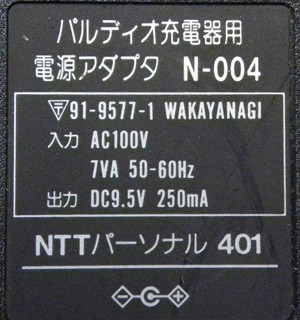 パルディオ充電器用
電源アダプタ N-004
91-9577-1 WAKAYANAGI
入力 AC100V
7VA 50-60Hz
出力 DC9.5V 250mA
NTTパーソナル 401